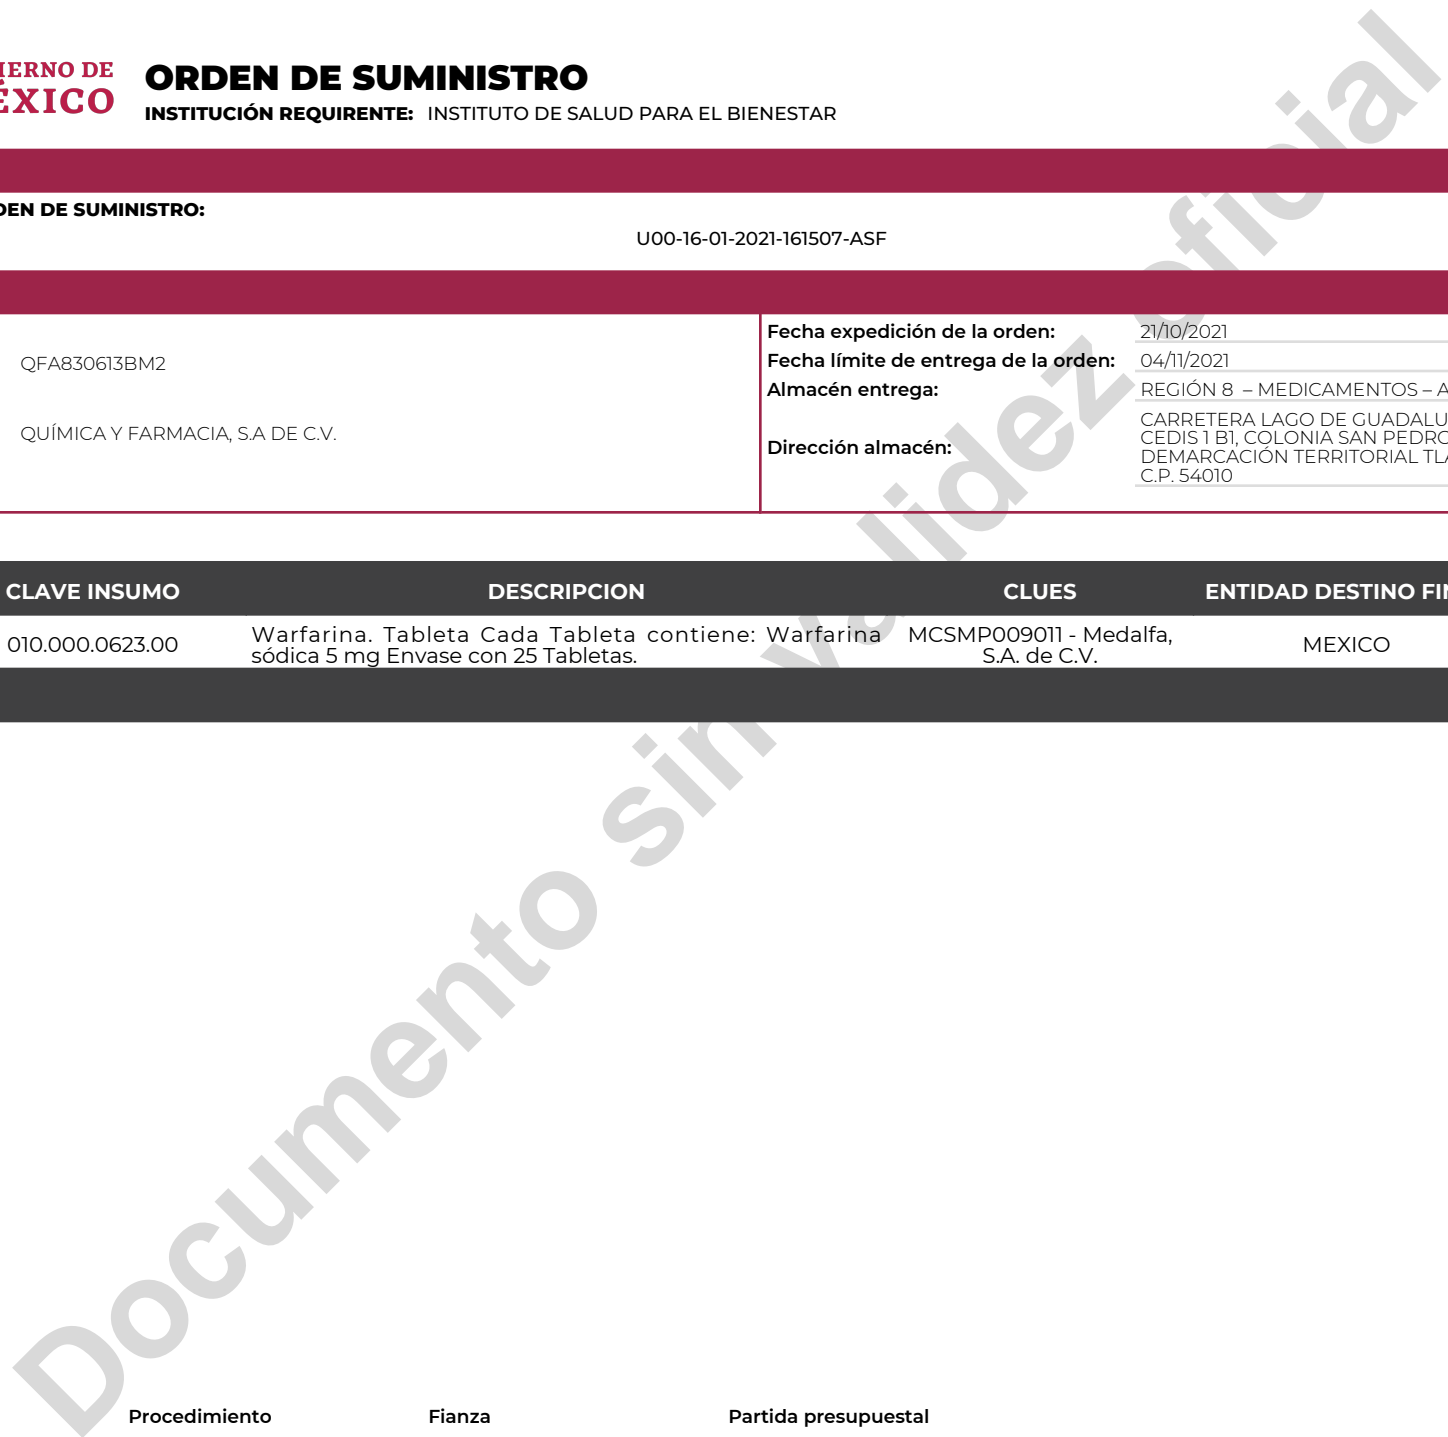 IERNO DE
ÉXICO
ORDEN DE SUMINISTRO
INSTITUCIÓN REQUIRENTE: INSTITUTO DE SALUD PARA EL BIENESTAR
DEN DE SUMINISTRO:
U00-16-01-2021-161507-ASF
QFA830613BM2
QUÍMICA Y FARMACIA, S.A DE C.V.
Fecha expedición de la orden: 21/10/2021
Fecha límite de entrega de la orden: 04/11/2021
Almacén entrega: REGIÓN 8 – MEDICAMENTOS – A
Dirección almacén:
CARRETERA LAGO DE GUADALU
CEDIS 1 B1, COLONIA SAN PEDRO
DEMARCACIÓN TERRITORIAL TLA
C.P. 54010
CLAVE INSUMO DESCRIPCION CLUES ENTIDAD DESTINO FIN
010.000.0623.00
Warfarina. Tableta Cada Tableta contiene: Warfarina
sódica 5 mg Envase con 25 Tabletas.
MCSMP009011 - Medalfa,
S.A. de C.V.
MEXICO
Documento sin validez oficial
Procedimiento Fianza Partida presupuestal